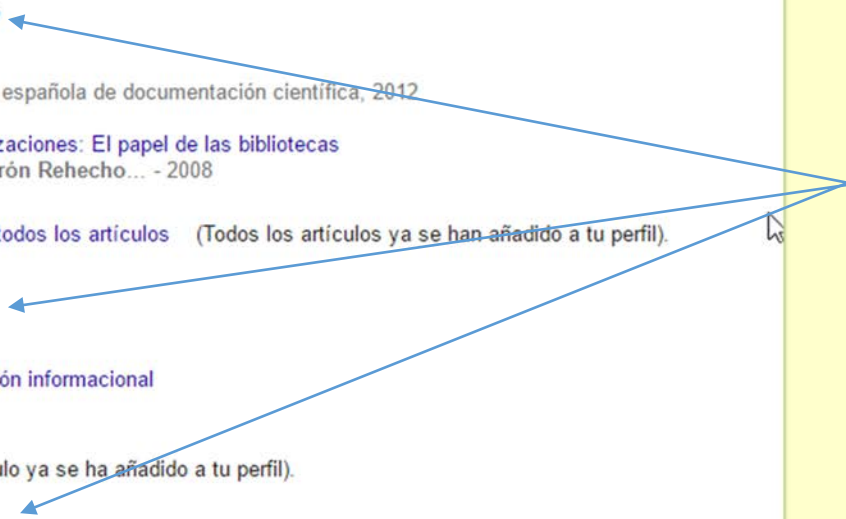 española de documentación científica, 2012
zaciones: El papel de las bibliotecas
rón Rehecho... - 2008
todos los artículos (Todos los artículos ya se han añadido a tu perfil).
ón informacional
ulo ya se ha añadido a tu perfil).